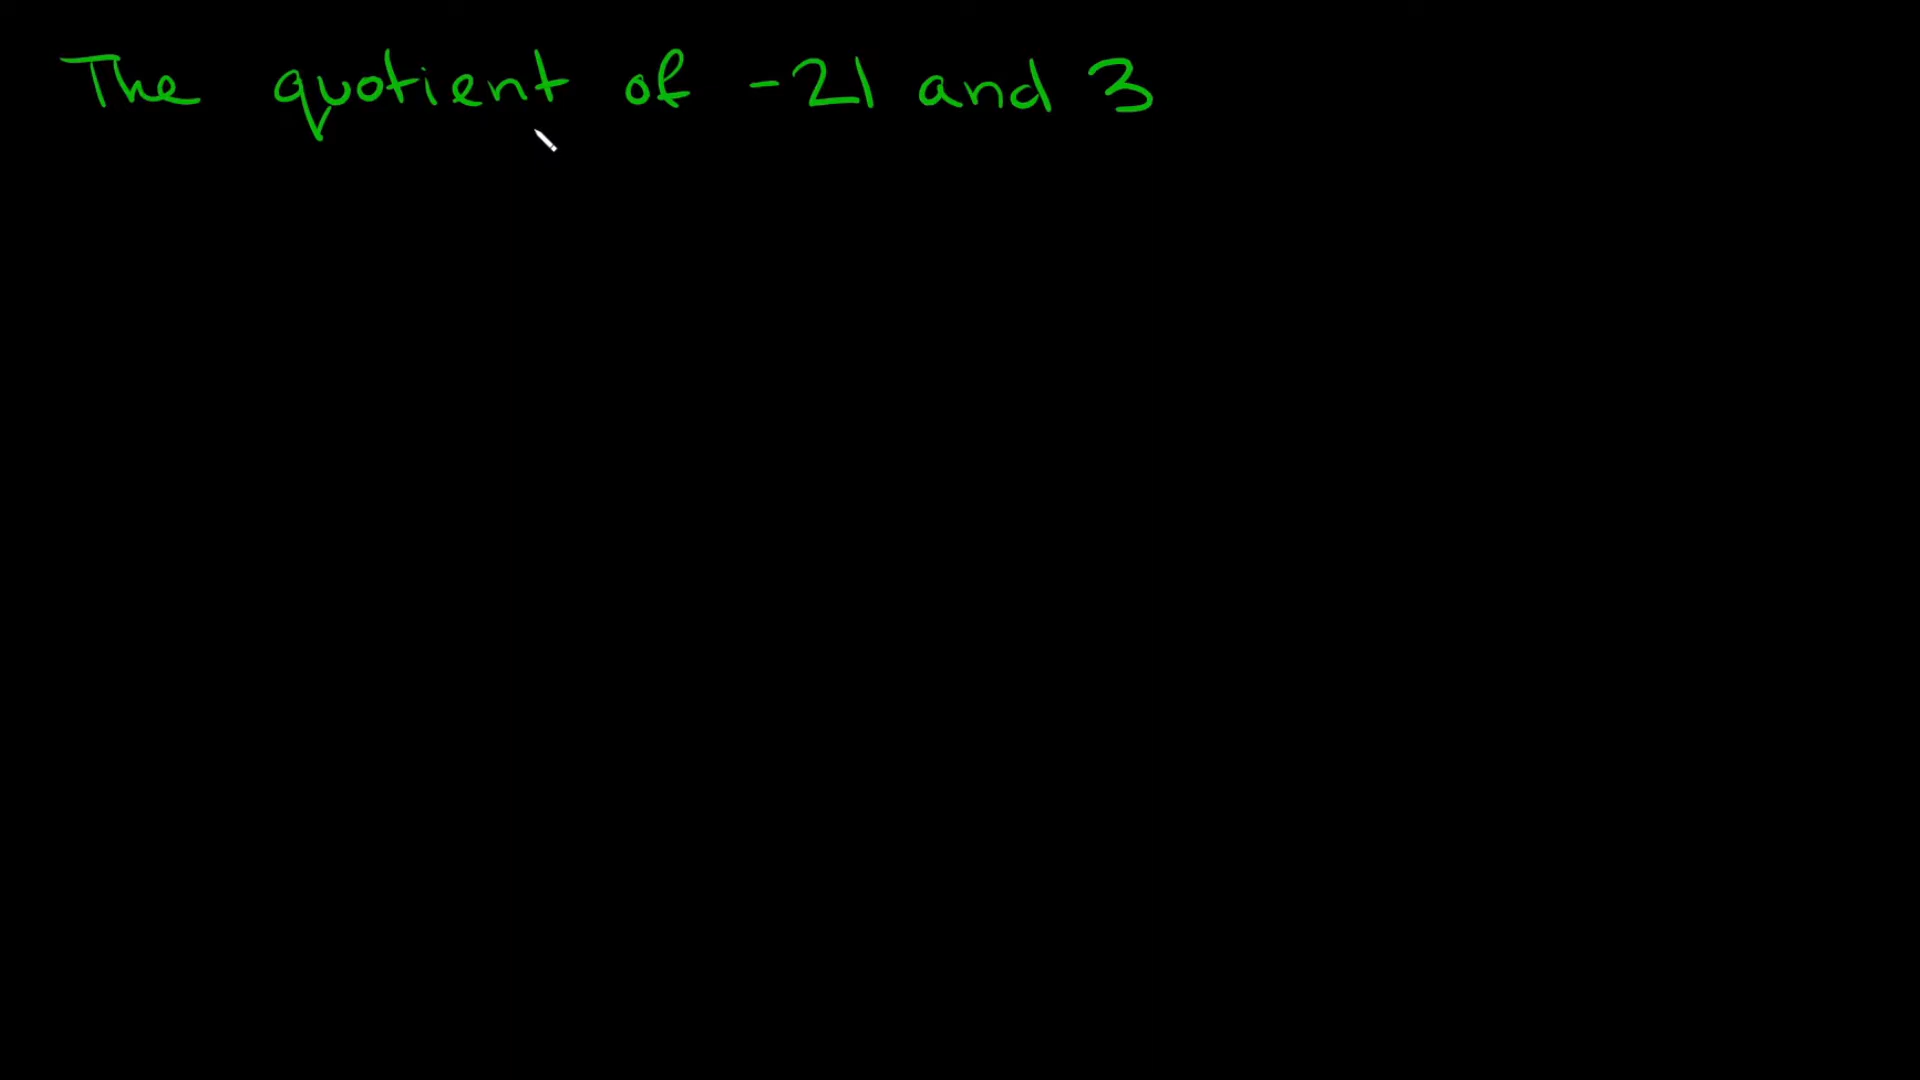 The quotient of -21 and 3